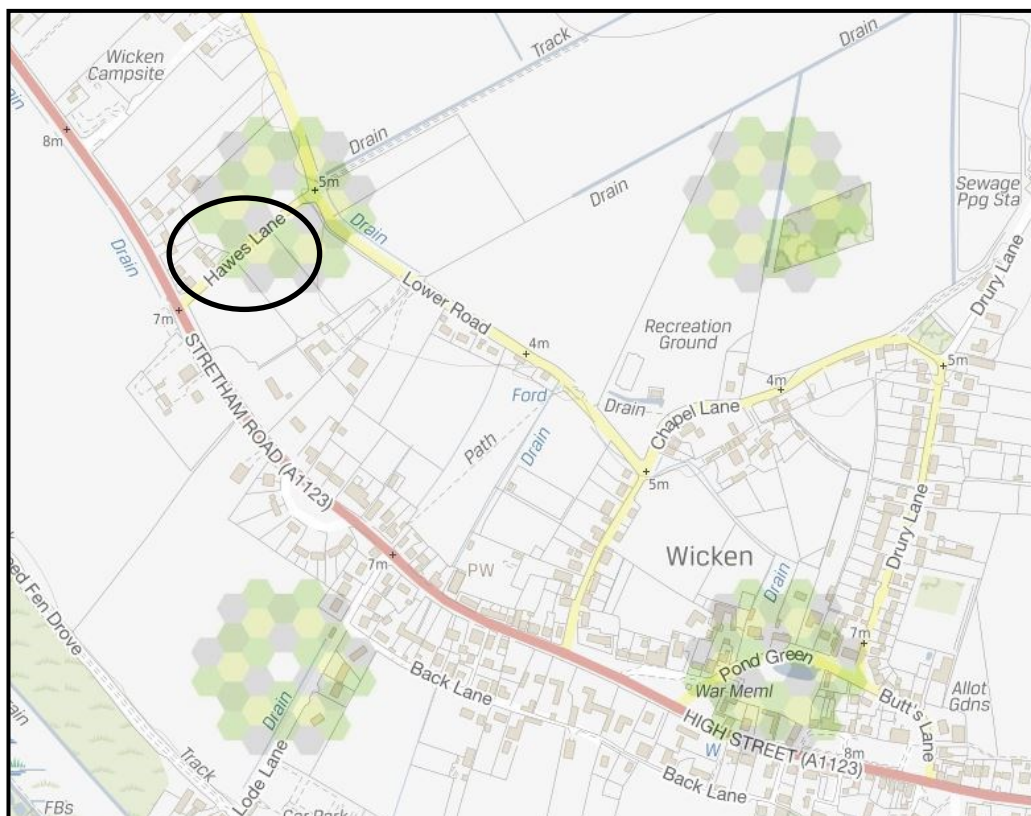 Wicken
Campsite
Track
Drain
Drain
8m
Drain
5m
Drain
Drain
Drain
Sewage
Ppg Sta
Hawes Lane
7m
Lower Road
Drury Lane
STRETHAM ROAD (A1123)
Recreation
Ground
4m
5m
4m
Ford
Drain
Chapel Lane
Path
Drain
5m
Drury Lane
7m
PW
Wicken
Drain
7m
Back Lane
Pond Green
War Meml
Butt's Lane
Allot
Gdns
Drain
HIGH STREET (A1123)
W
8m
Back Lane
Track
Lode Lane
Fen Drove
FBs